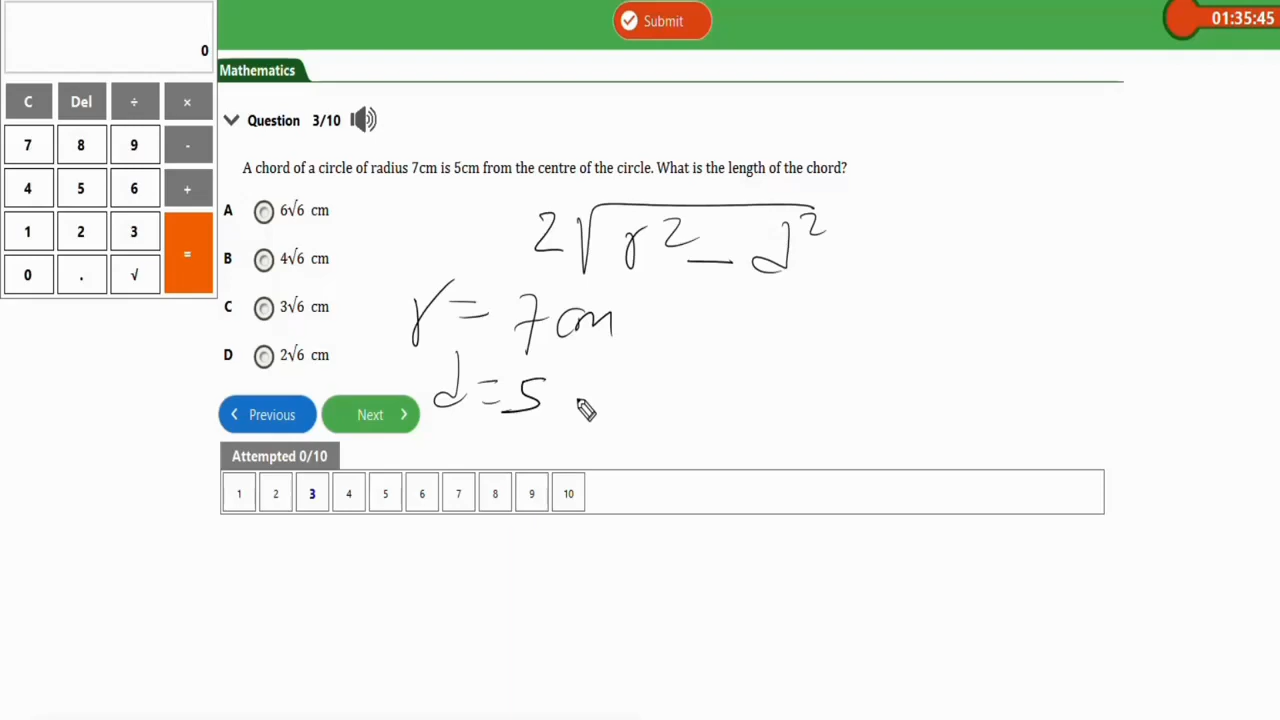 0
Submit
01:35:45
C Del ÷ ×
7 8 9 -
4 5 6 +
1 2 3 =
0 . √
Mathematics
Question 3/10
A chord of a circle of radius 7cm is 5cm from the centre of the circle. What is the length of the chord?
A 6√6 cm
B 4√6 cm
C 3√6 cm
D 2√6 cm
2√(r² - d²)
r = 7cm
d = 5
Previous Next
Attempted 0/10
1 2 3 4 5 6 7 8 9 10